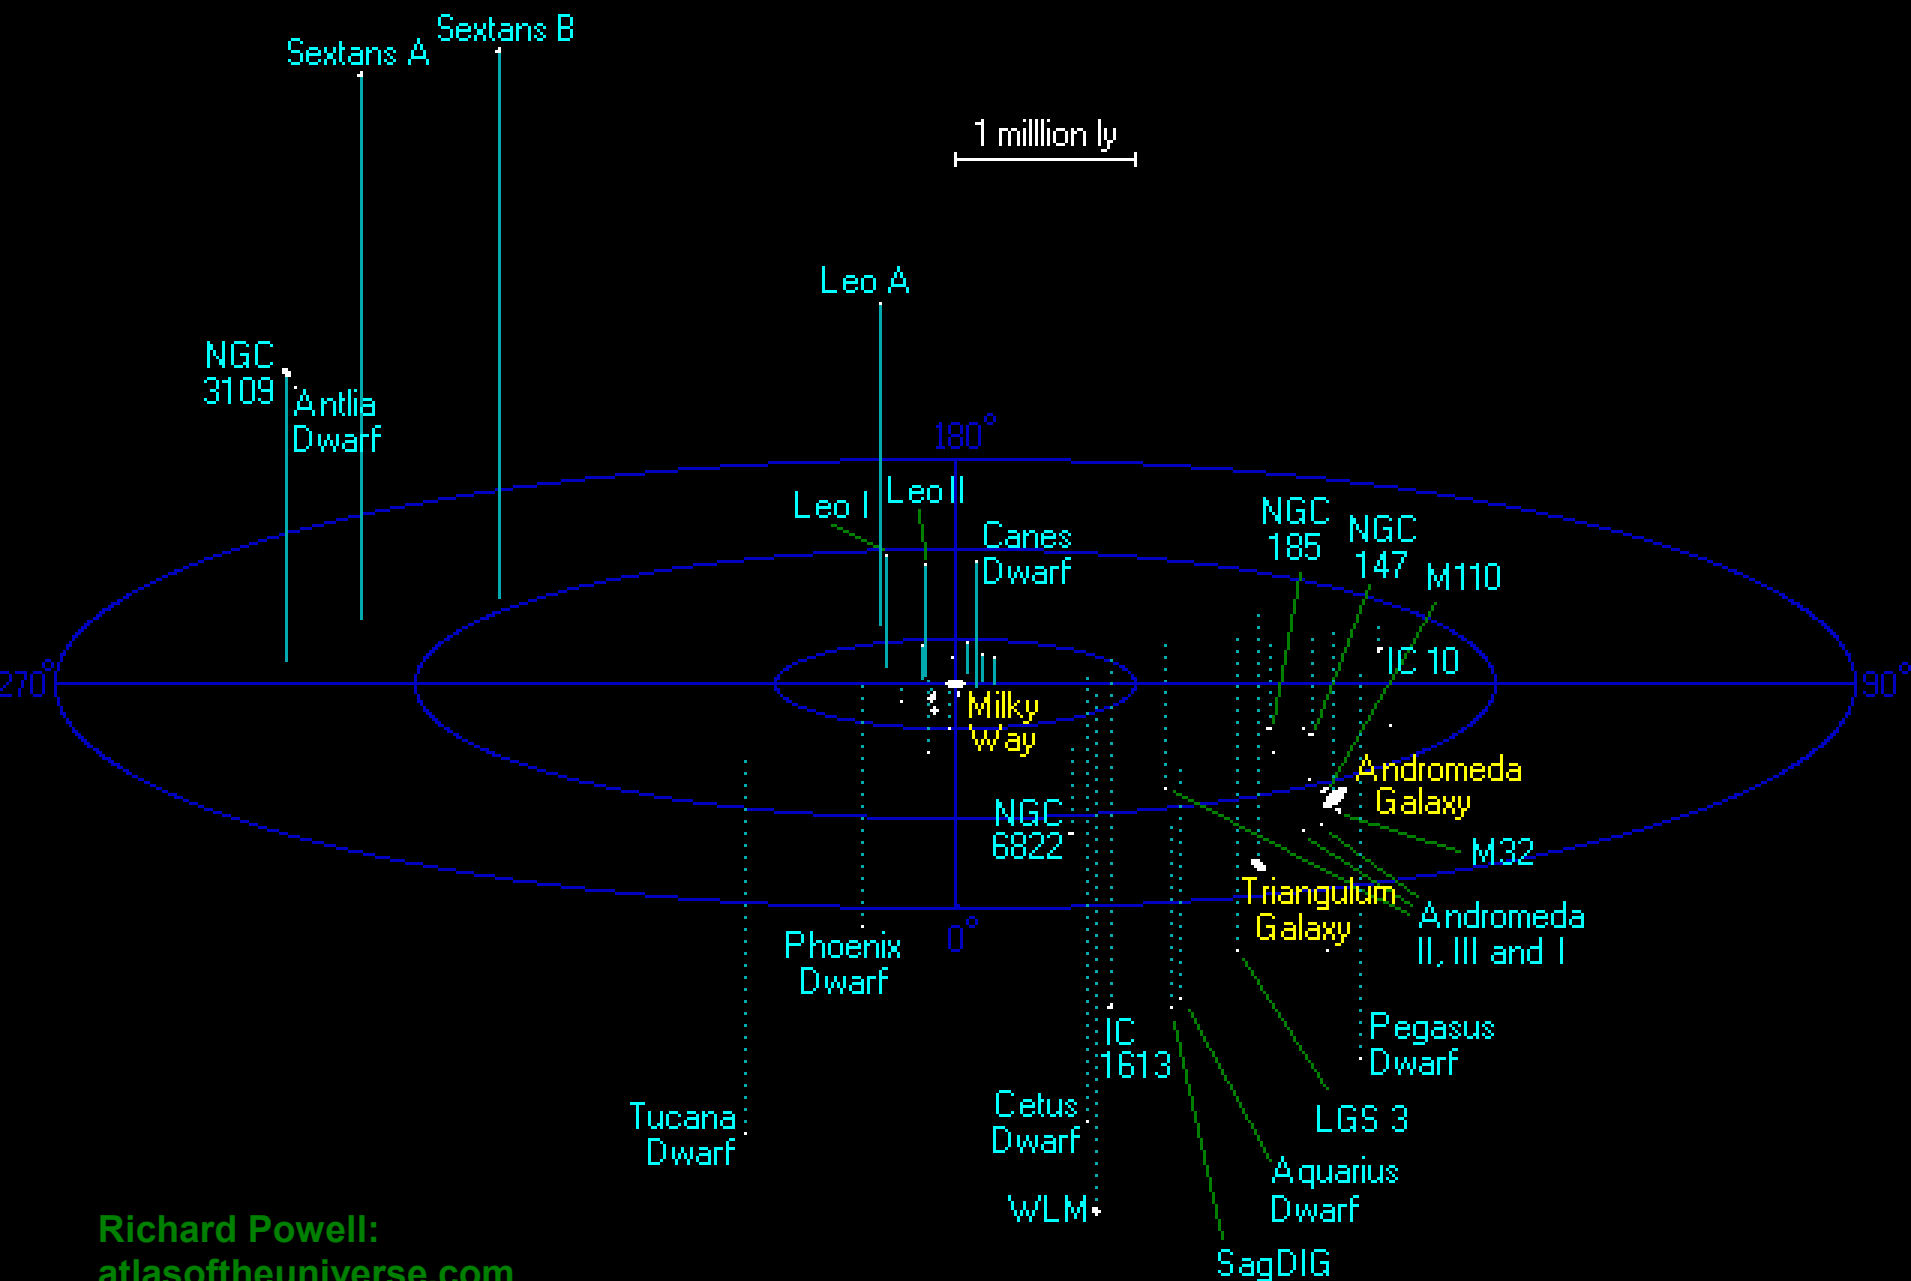 Sextans B
Sextans A
1 milllion ly
Leo A
NGC
3109
Antlia
Dwarf
180°
Leo II
Leo I
Canes
Dwarf
NGC
185
NGC
147
M110
IC 10
270°
90°
Milky
Way
Andromeda
Galaxy
NGC
6822
M32
Triangulum
Galaxy
Andromeda
II, III and I
0°
Phoenix
Dwarf
IC
1613
Pegasus
Dwarf
Tucana
Dwarf
Cetus
Dwarf
LGS 3
Aquarius
Dwarf
WLM
SagDIG
Richard Powell:
atlasoftheuniverse.com